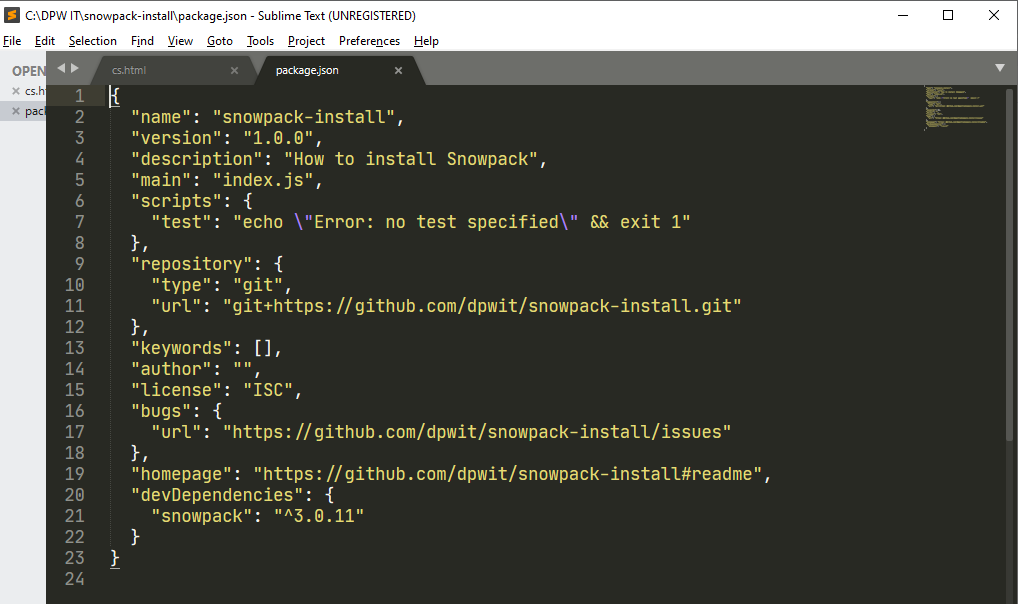 C:\DPW IT\snowpack-install\package.json - Sublime Text (UNREGISTERED)
File Edit Selection Find View Goto Tools Project Preferences Help
OPEN
cs.html package.json
cs.h
pack
1 {
2 "name": "snowpack-install",
3 "version": "1.0.0",
4 "description": "How to install Snowpack",
5 "main": "index.js",
6 "scripts": {
7 "test": "echo \"Error: no test specified\" && exit 1"
8 },
9 "repository": {
10 "type": "git",
11 "url": "git+https://github.com/dpwit/snowpack-install.git"
12 },
13 "keywords": [],
14 "author": "",
15 "license": "ISC",
16 "bugs": {
17 "url": "https://github.com/dpwit/snowpack-install/issues"
18 },
19 "homepage": "https://github.com/dpwit/snowpack-install#readme",
20 "devDependencies": {
21 "snowpack": "^3.0.11"
22 }
23 }
24